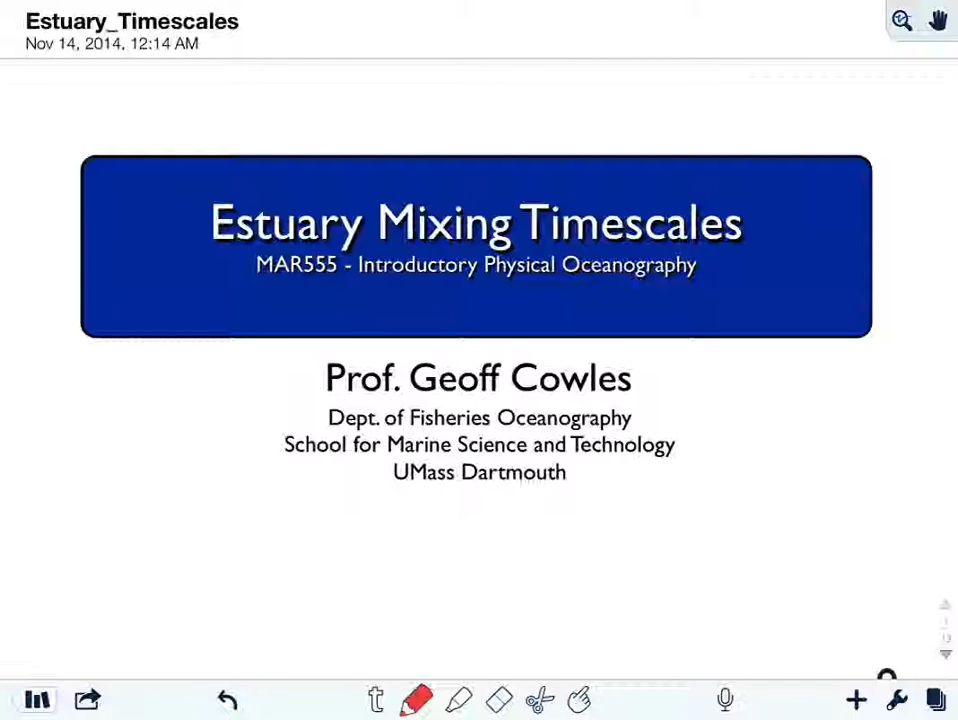 Estuary_Timescales
Nov 14, 2014, 12:14 AM
Estuary Mixing Timescales
MAR555 - Introductory Physical Oceanography
Prof. Geoff Cowles
Dept. of Fisheries Oceanography
School for Marine Science and Technology
UMass Dartmouth
t